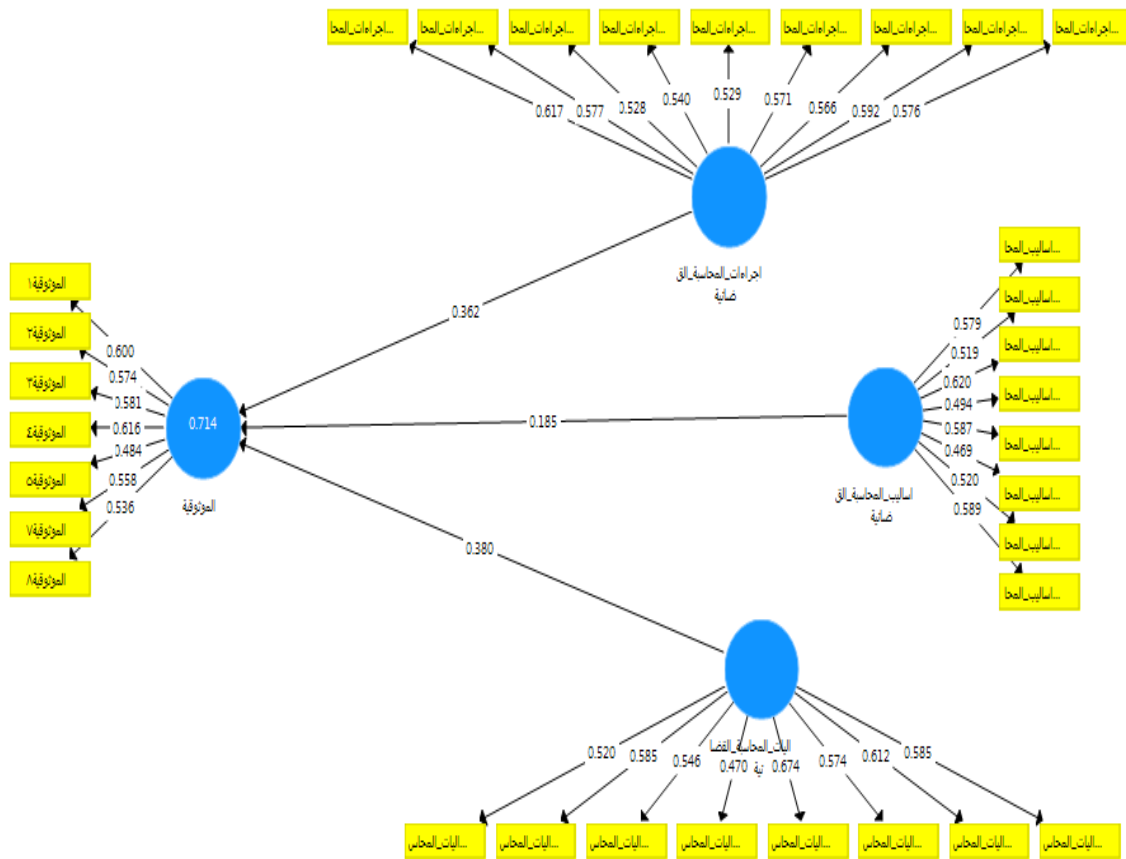 اجراءات_المحا...
اجراءات_المحا...
اجراءات_المحا...
اجراءات_المحا...
اجراءات_المحا...
اجراءات_المحا...
اجراءات_المحا...
اجراءات_المحا...
اجراءات_المحا...
0.617
0.577
0.528
0.540
0.529
0.571
0.566
0.592
0.576
اجراءات_المحاسبة_الق
ضائية
0.362
الموثوقية١
الموثوقية٢
الموثوقية٣
الموثوقية٤
الموثوقية٥
الموثوقية٧
الموثوقية٨
0.600
0.574
0.581
0.616
0.484
0.558
0.536
0.714
الموثوقية
0.185
اساليب_المحا...
اساليب_المحا...
اساليب_المحا...
اساليب_المحا...
اساليب_المحا...
اساليب_المحا...
اساليب_المحا...
اساليب_المحا...
0.579
0.519
0.620
0.494
0.587
0.469
0.520
0.589
اساليب_المحاسبة_الق
ضائية
0.380
اليات_المحاسبة_القضا
ئية
0.520
0.585
0.546
0.470
0.674
0.574
0.612
0.585
اليات_المحاس...
اليات_المحاس...
اليات_المحاس...
اليات_المحاس...
اليات_المحاس...
اليات_المحاس...
اليات_المحاس...
اليات_المحاس...